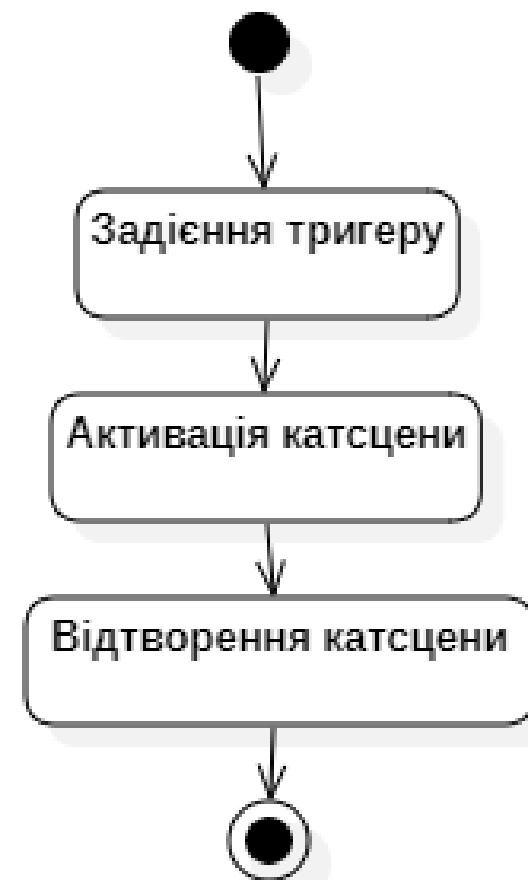 Задієння тригеру
Активація катсцени
Відтворення катсцени